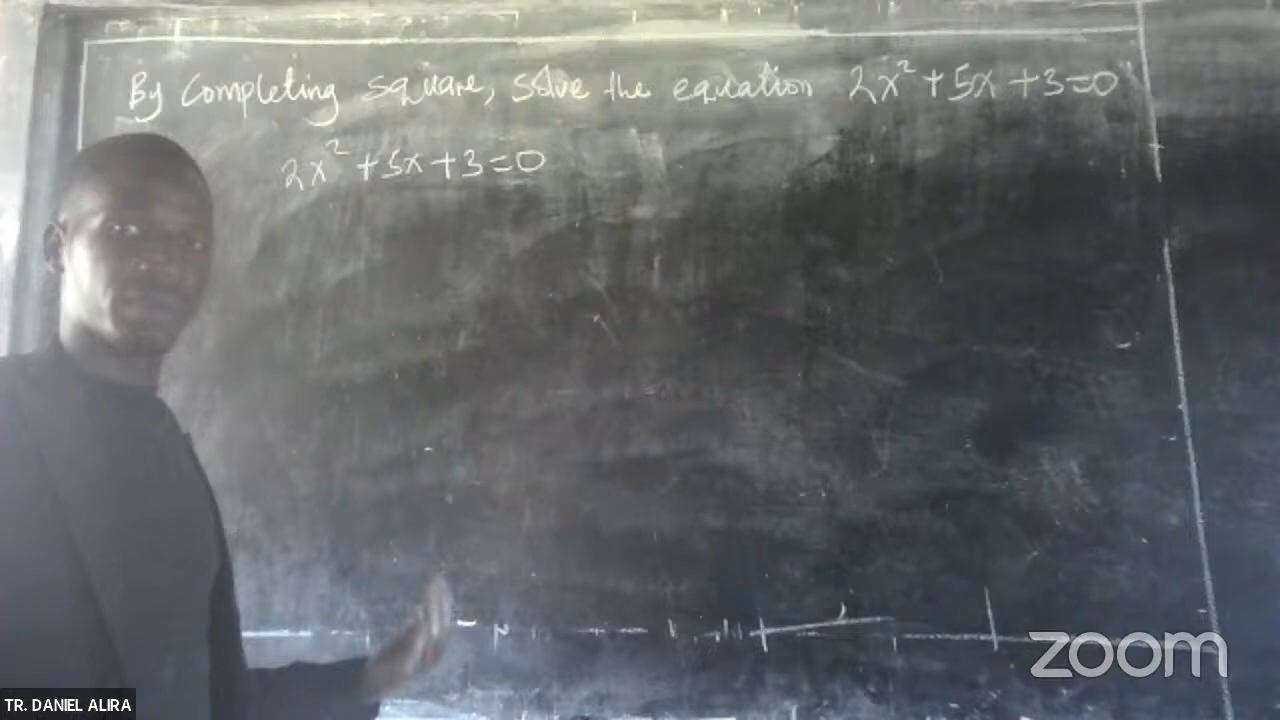 By Completing square, solve the equation 2x² + 5x + 3 = 0
2x² + 5x + 3 = 0
zoom
TR. DANIEL ALIRA